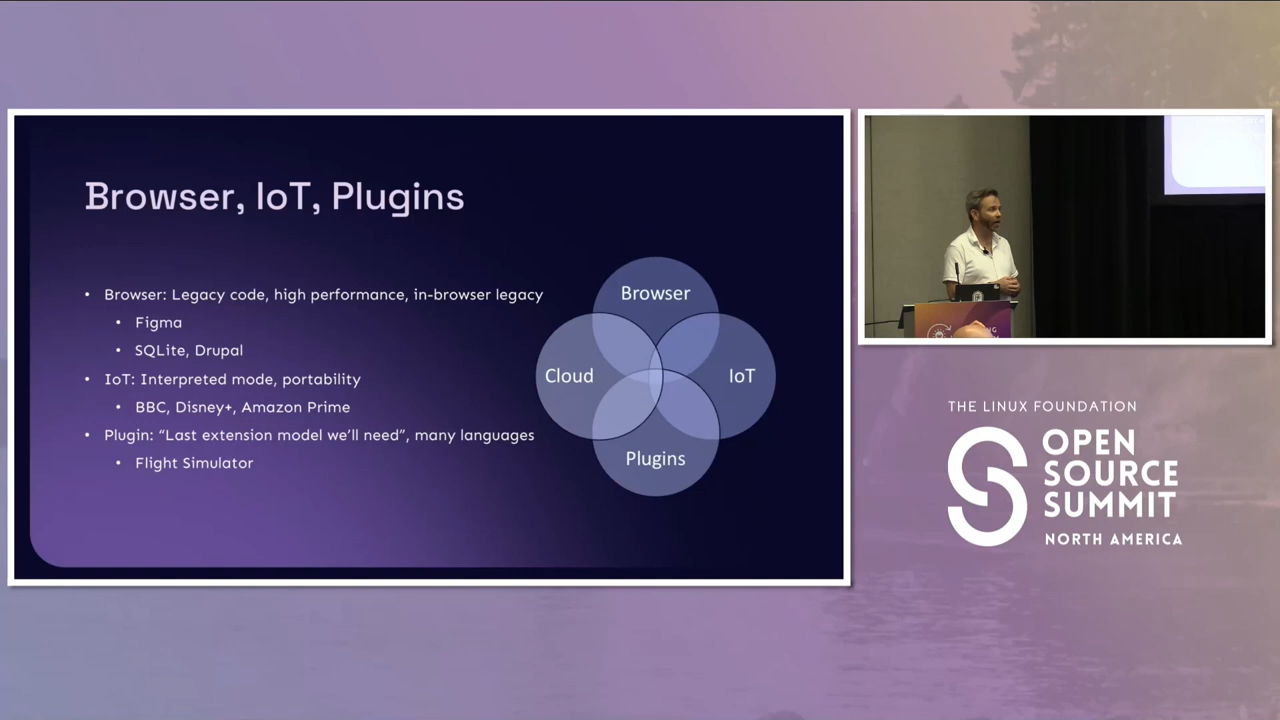 Browser, IoT, Plugins
• Browser: Legacy code, high performance, in-browser legacy
• Figma
• SQLite, Drupal
• IoT: Interpreted mode, portability
• BBC, Disney+, Amazon Prime
• Plugin: “Last extension model we’ll need”, many languages
• Flight Simulator
Browser
Cloud
IoT
Plugins
THE LINUX FOUNDATION
OPEN
SOURCE
SUMMIT
NORTH AMERICA